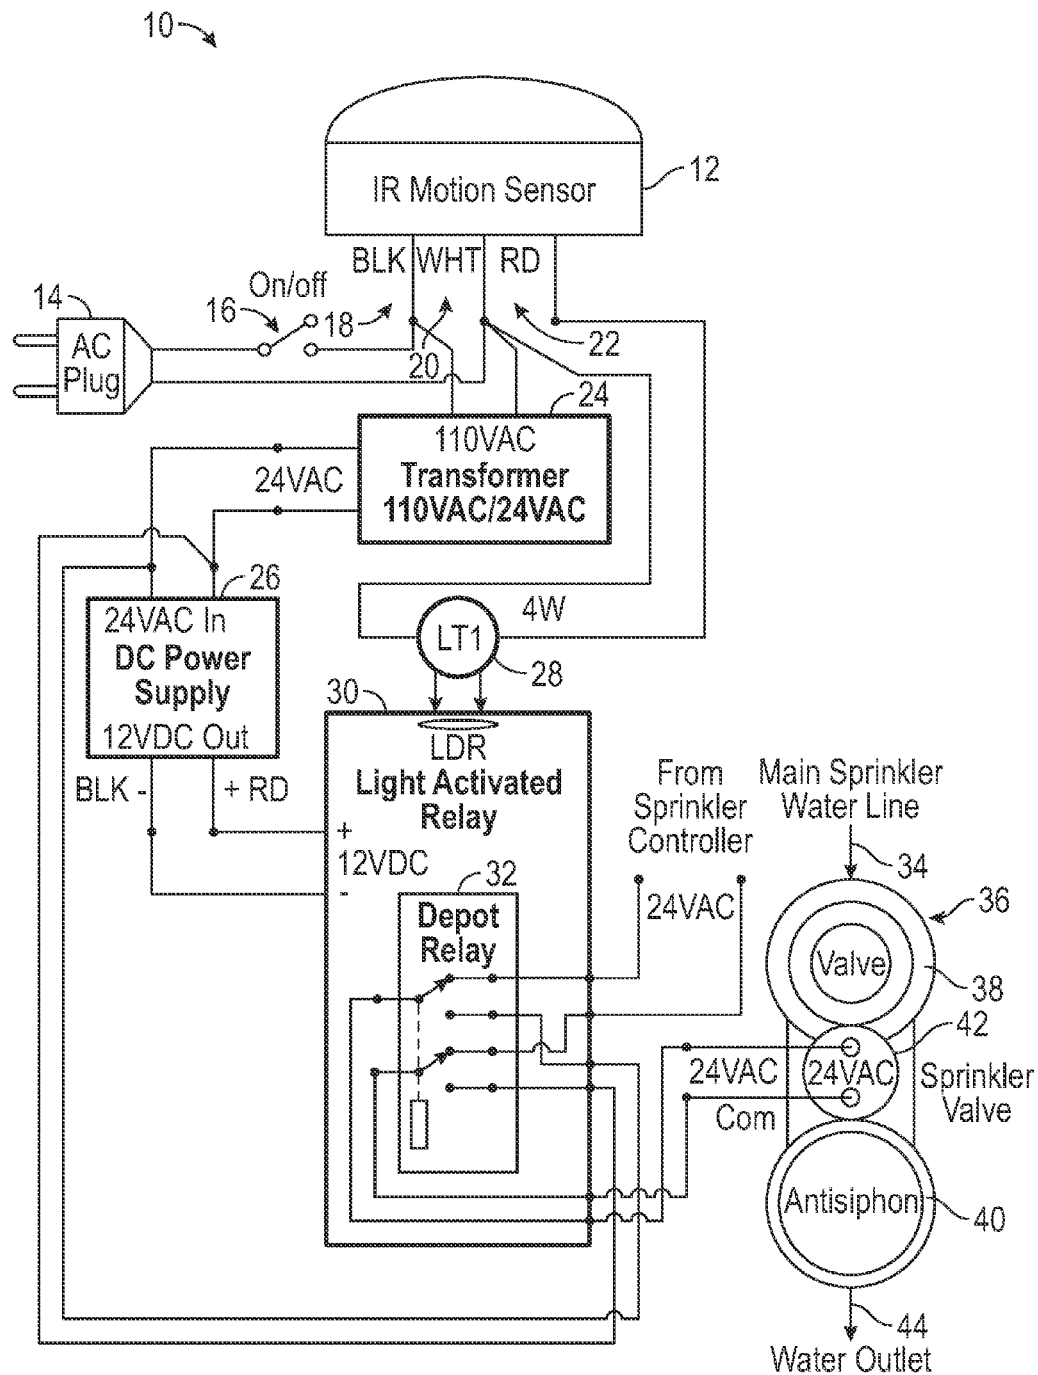 10
IR Motion Sensor
12
BLK WHT RD
On/off
14
16
18
20
22
AC
Plug
24
110VAC
Transformer
110VAC/24VAC
24VAC
26
24VAC In
DC Power
Supply
12VDC Out
4W
LT1
28
30
LDR
Light Activated
Relay
BLK -
+ RD
+
12VDC
-
32
Depot
Relay
From
Sprinkler
Controller
24VAC
Main Sprinkler
Water Line
34
36
Valve
38
42
24VAC
24VAC
Com
Sprinkler
Valve
Antisiphon
40
44
Water Outlet